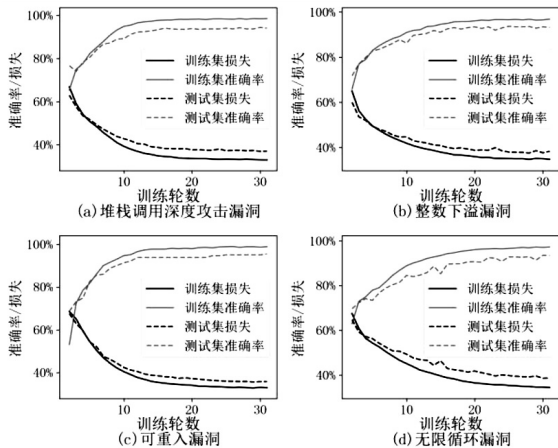 100%
80%
60%
40%
准确率/损失
训练集损失
训练集准确率
测试集损失
测试集准确率
10
20
30
训练轮数
(a)堆栈调用深度攻击漏洞
100%
80%
60%
40%
准确率/损失
训练集损失
训练集准确率
测试集损失
测试集准确率
10
20
30
训练轮数
(b)整数下溢漏洞
100%
80%
60%
40%
准确率/损失
训练集损失
训练集准确率
测试集损失
测试集准确率
10
20
30
训练轮数
(c)可重入漏洞
100%
80%
60%
40%
准确率/损失
训练集损失
训练集准确率
测试集损失
测试集准确率
10
20
30
训练轮数
(d)无限循环漏洞